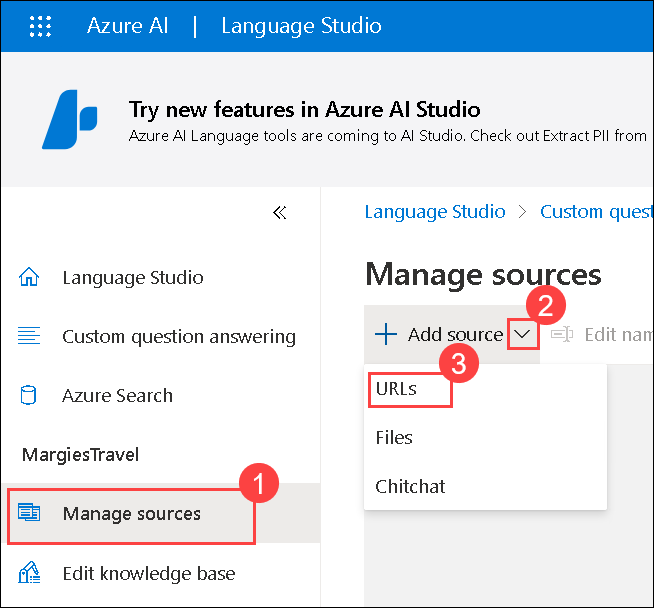 Azure AI | Language Studio
Try new features in Azure AI Studio
Azure AI Language tools are coming to AI Studio. Check out Extract PII from
Language Studio > Custom quest
Language Studio
Manage sources
Custom question answering
2
+ Add source
Edit nam
3
Azure Search
URLs
Files
MargiesTravel
1
Chitchat
Manage sources
Edit knowledge base